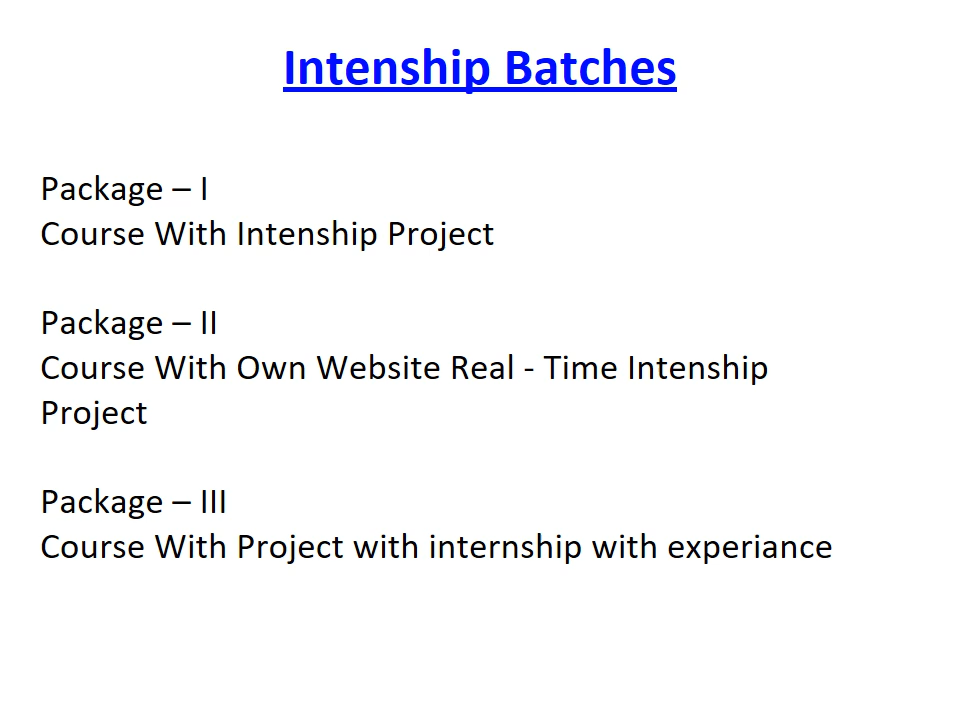 Intenship Batches
Package – I
Course With Intenship Project
Package – II
Course With Own Website Real - Time Intenship
Project
Package – III
Course With Project with internship with experiance